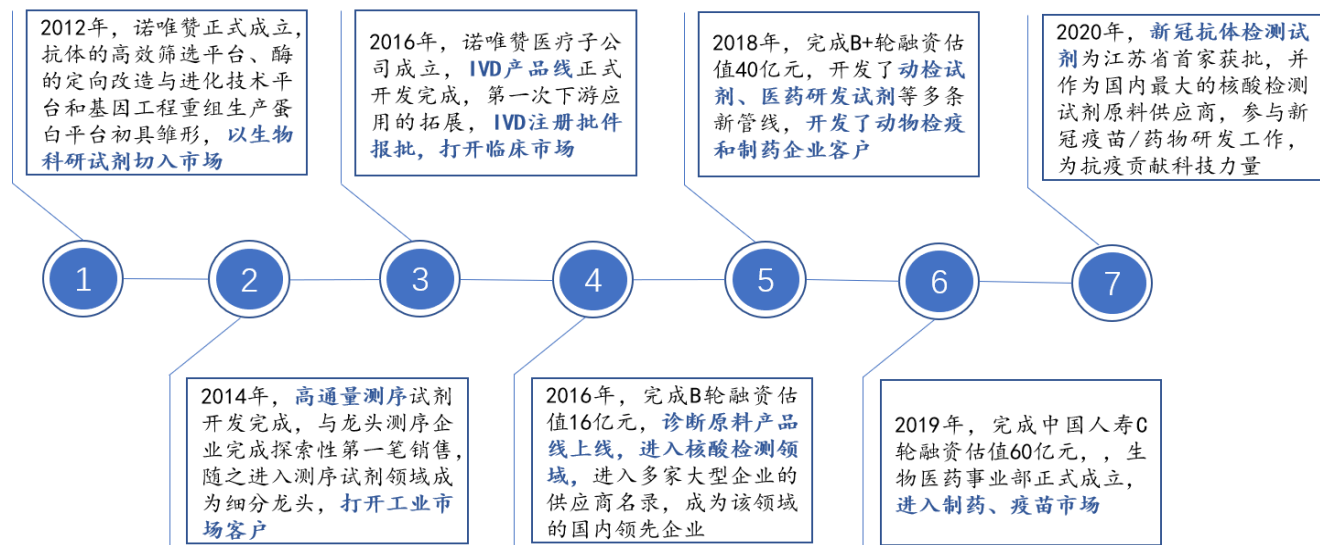 2012年，诺唯赞正式成立，
抗体的高效筛选平台、酶
的定向改造与进化技术平
台和基因工程重组生产蛋
白平台初具雏形，以生物
科研试剂切入市场
2016年，诺唯赞医疗子公
司成立，IVD产品线正式
开发完成，第一次下游应
用的拓展，IVD注册批件
报批，打开临床市场
2018年，完成B+轮融资估
值40亿元，开发了动检试
剂、医药研发试剂等多条
新管线，开发了动物检疫
和制药企业客户
2020年，新冠抗体检测试
剂为江苏省首家获批，并
作为国内最大的核酸检测
试剂原料供应商，参与新
冠疫苗/药物研发工作，
为抗疫贡献科技力量
1
2
3
4
5
6
7
2014年，高通量测序试剂
开发完成，与龙头测序企
业完成探索性第一笔销售，
随之进入测序试剂领域成
为细分龙头，打开工业市
场客户
2016年，完成B轮融资估
值16亿元，诊断原料产品
线上线，进入核酸检测领
域，进入多家大型企业的
供应商名录，成为该领域
的国内领先企业
2019年，完成中国人寿C
轮融资估值60亿元，，生
物医药事业部正式成立，
进入制药、疫苗市场